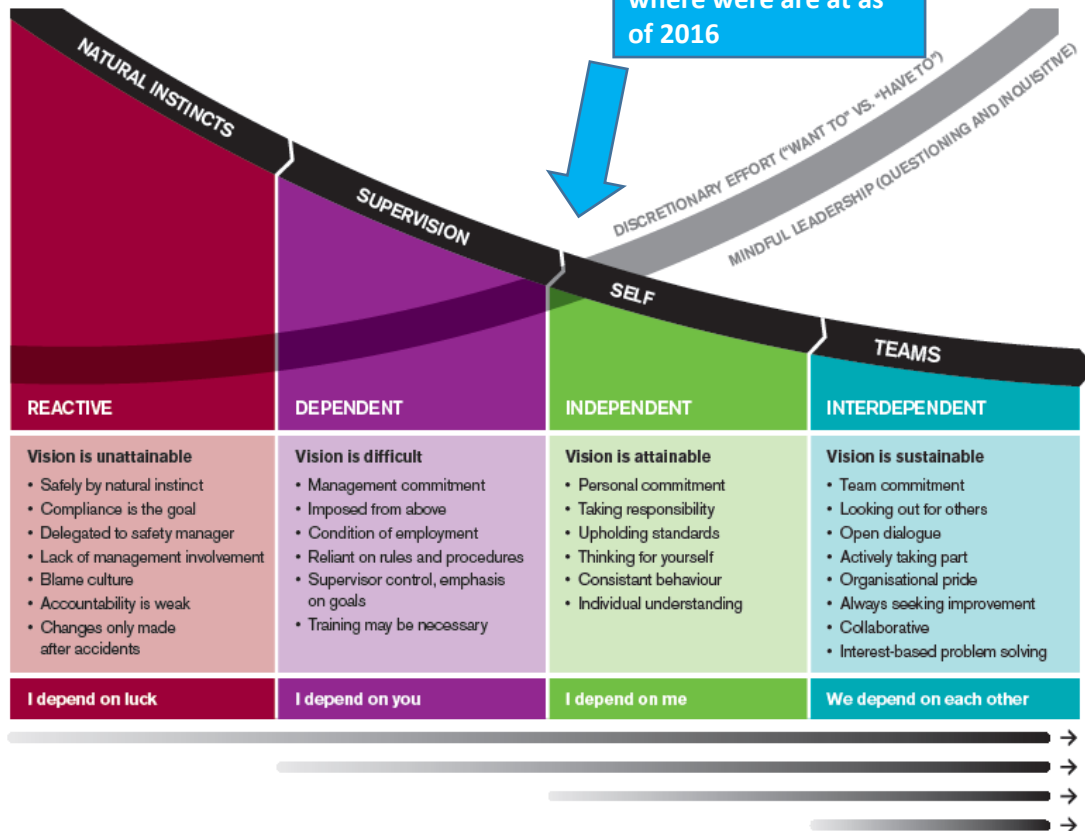 where were are at as
of 2016
NATURAL INSTINCTS
SUPERVISION
SELF
TEAMS
DISCRETIONARY EFFORT ("WANT TO" VS. "HAVE TO")
MINDFUL LEADERSHIP (QUESTIONING AND INQUISITIVE)
REACTIVE
Vision is unattainable
• Safely by natural instinct
• Compliance is the goal
• Delegated to safety manager
• Lack of management involvement
• Blame culture
• Accountability is weak
• Changes only made
after accidents
I depend on luck
DEPENDENT
Vision is difficult
• Management commitment
• Imposed from above
• Condition of employment
• Reliant on rules and procedures
• Supervisor control, emphasis
on goals
• Training may be necessary
I depend on you
INDEPENDENT
Vision is attainable
• Personal commitment
• Taking responsibility
• Upholding standards
• Thinking for yourself
• Consistant behaviour
• Individual understanding
I depend on me
INTERDEPENDENT
Vision is sustainable
• Team commitment
• Looking out for others
• Open dialogue
• Actively taking part
• Organisational pride
• Always seeking improvement
• Collaborative
• Interest-based problem solving
We depend on each other